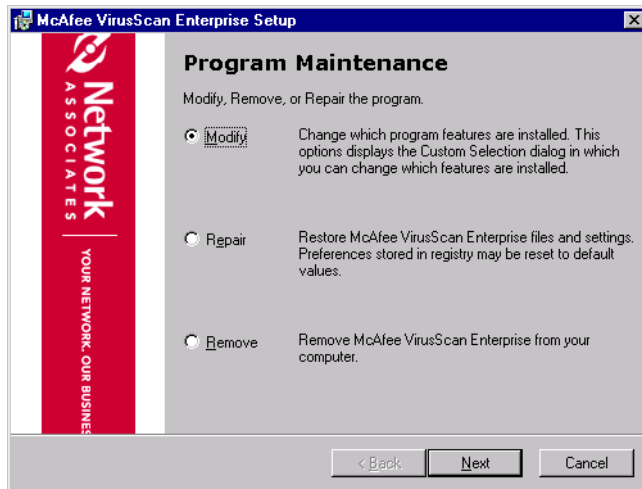 McAfee VirusScan Enterprise Setup
Network
ASSOCIATES
YOUR NETWORK. OUR BUSINES
Program Maintenance
Modify, Remove, or Repair the program.
Modify
Change which program features are installed. This
options displays the Custom Selection dialog in which
you can change which features are installed.
Repair
Restore McAfee VirusScan Enterprise files and settings.
Preferences stored in registry may be reset to default
values.
Remove
Remove McAfee VirusScan Enterprise from your
computer.
< Back
Next
Cancel